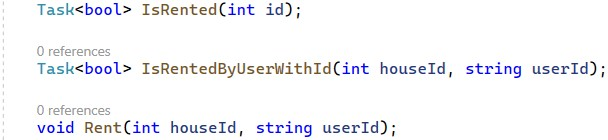 Task<bool> IsRented(int id);
0 references
Task<bool> IsRentedByUserWithId(int houseId, string userId);
0 references
void Rent(int houseId, string userId);